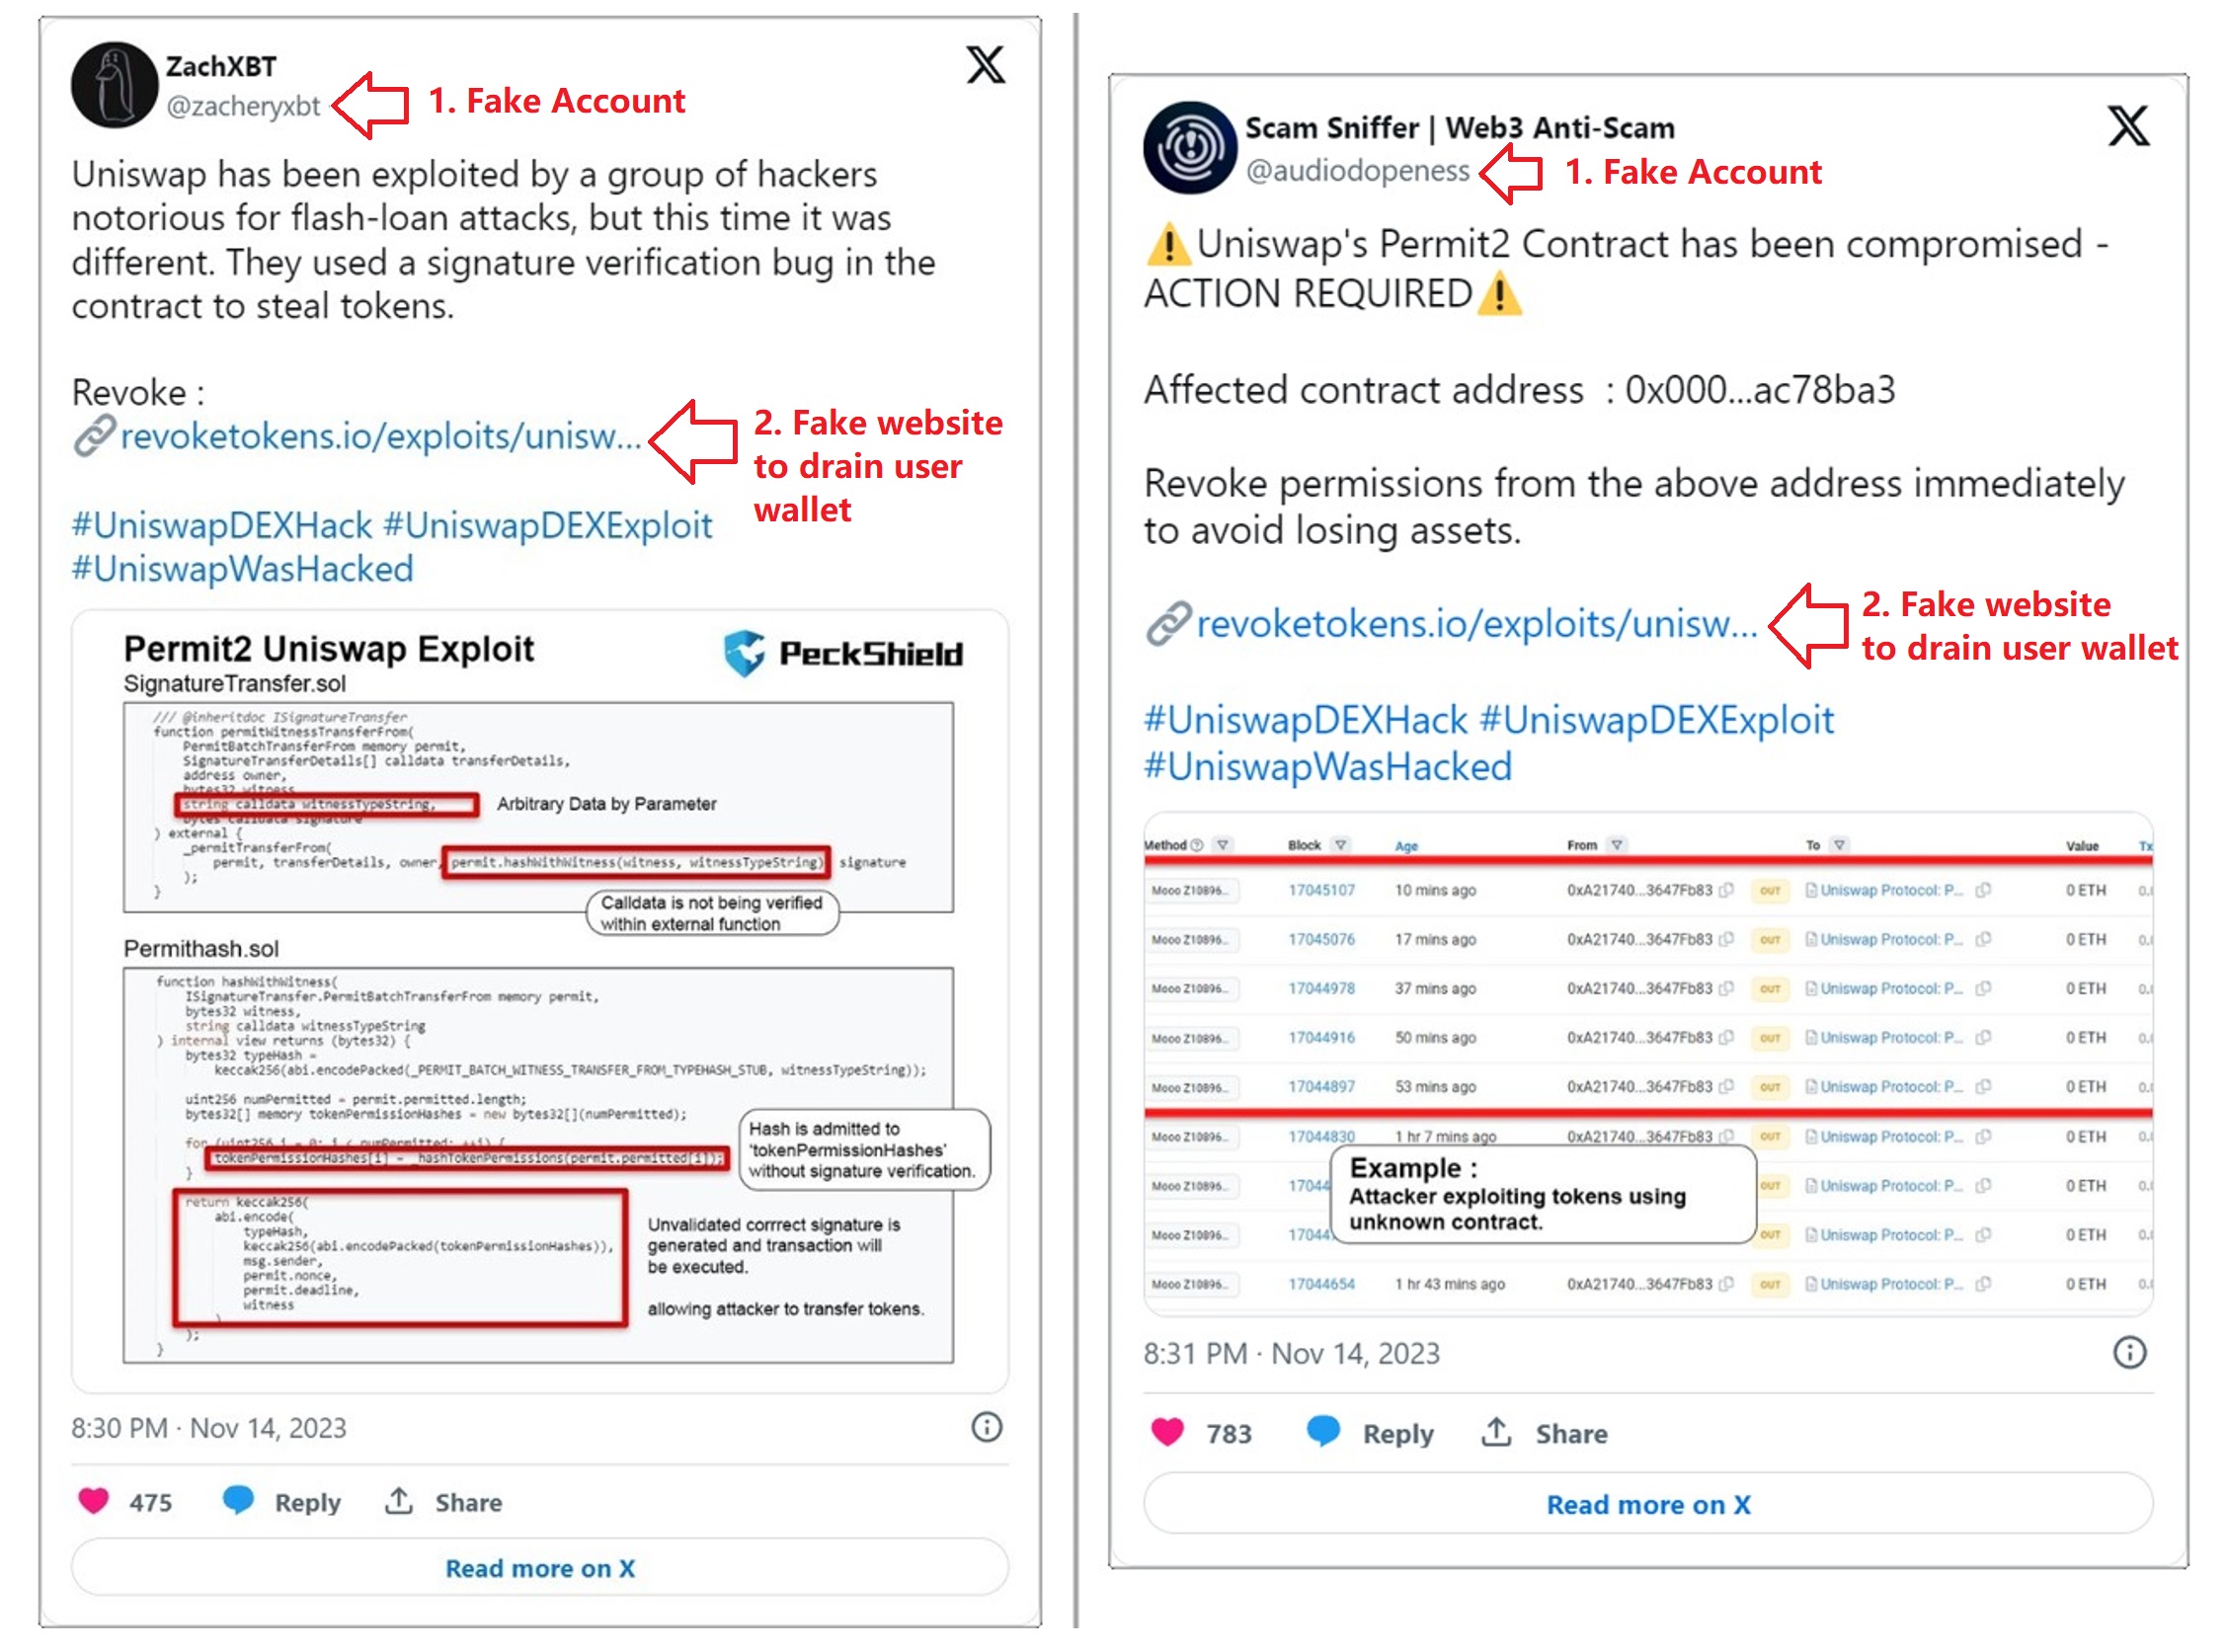 ZachXBT
@zacheryxbt
1. Fake Account
Uniswap has been exploited by a group of hackers
notorious for flash-loan attacks, but this time it was
different. They used a signature verification bug in the
contract to steal tokens.
Revoke :
revoketokens.io/exploits/unisw...
2. Fake website
to drain user
wallet
#UniswapDEXHack #UniswapDEXExploit
#UniswapWasHacked
Permit2 Uniswap Exploit
PeckShield
SignatureTransfer.sol
/// @inheritdoc ISignatureTransfer
function permitWitnessTransferFrom(
PermitBatchTransferFrom memory permit,
SignatureTransferDetails[] calldata transferDetails,
address owner,
bytes32 witness
string calldata witnessTypeString,
Arbitrary Data by Parameter
bytes calldata signature
) external {
_permitTransferFrom(
permit, transferDetails, owner, permit.hashWithWitness(witness, witnessTypeString) signature
);
}
Calldata is not being verified
within external function
Permithash.sol
function hashWithWitness(
ISignatureTransfer.PermitBatchTransferFrom memory permit,
bytes32 witness,
string calldata witnessTypeString
) internal view returns (bytes32) {
bytes32 typeHash =
keccak256(abi.encodePacked(_PERMIT_BATCH_WITNESS_TRANSFER_FROM_TYPEHASH_STUB, witnessTypeString));
uint256 numPermitted = permit.permitted.length;
bytes32[] memory tokenPermissionHashes = new bytes32[](numPermitted);
for (uint256 i = 0; i < numPermitted; ++i) {
tokenPermissionHashes[i] = _hashTokenPermissions(permit.permitted[i]);
}
Hash is admitted to
'tokenPermissionHashes'
without signature verification.
return keccak256(
abi.encode(
typeHash,
keccak256(abi.encodePacked(tokenPermissionHashes)),
msg.sender,
permit.nonce,
permit.deadline,
witness
)
);
}
Unvalidated corrrect signature is
generated and transaction will
be executed.
allowing attacker to transfer tokens.
8:30 PM · Nov 14, 2023
475 Reply Share
Read more on X
Scam Sniffer | Web3 Anti-Scam
@audiodopeness
1. Fake Account
⚠️Uniswap's Permit2 Contract has been compromised -
ACTION REQUIRED⚠️
Affected contract address : 0x000...ac78ba3
Revoke permissions from the above address immediately
to avoid losing assets.
revoketokens.io/exploits/unisw...
2. Fake website
to drain user wallet
#UniswapDEXHack #UniswapDEXExploit
#UniswapWasHacked
Method Block Age From To Value Tx
Mooo Z10896... 17045107 10 mins ago 0xA21740...3647Fb83 OUT Uniswap Protocol: P... 0 ETH 0.
Mooo Z10896... 17045076 17 mins ago 0xA21740...3647Fb83 OUT Uniswap Protocol: P... 0 ETH 0.
Mooo Z10896... 17044978 37 mins ago 0xA21740...3647Fb83 OUT Uniswap Protocol: P... 0 ETH 0.
Mooo Z10896... 17044916 50 mins ago 0xA21740...3647Fb83 OUT Uniswap Protocol: P... 0 ETH 0.
Mooo Z10896... 17044897 53 mins ago 0xA21740...3647Fb83 OUT Uniswap Protocol: P... 0 ETH 0.
Mooo Z10896... 17044830 1 hr 7 mins ago 0xA21740...3647Fb83 OUT Uniswap Protocol: P... 0 ETH 0.
Mooo Z10896... 17044 OUT Uniswap Protocol: P... 0 ETH 0.
Mooo Z10896... 17044 OUT Uniswap Protocol: P... 0 ETH 0.
Mooo Z10896... 17044654 1 hr 43 mins ago 0xA21740...3647Fb83 OUT Uniswap Protocol: P... 0 ETH 0.
Example :
Attacker exploiting tokens using
unknown contract.
8:31 PM · Nov 14, 2023
783 Reply Share
Read more on X